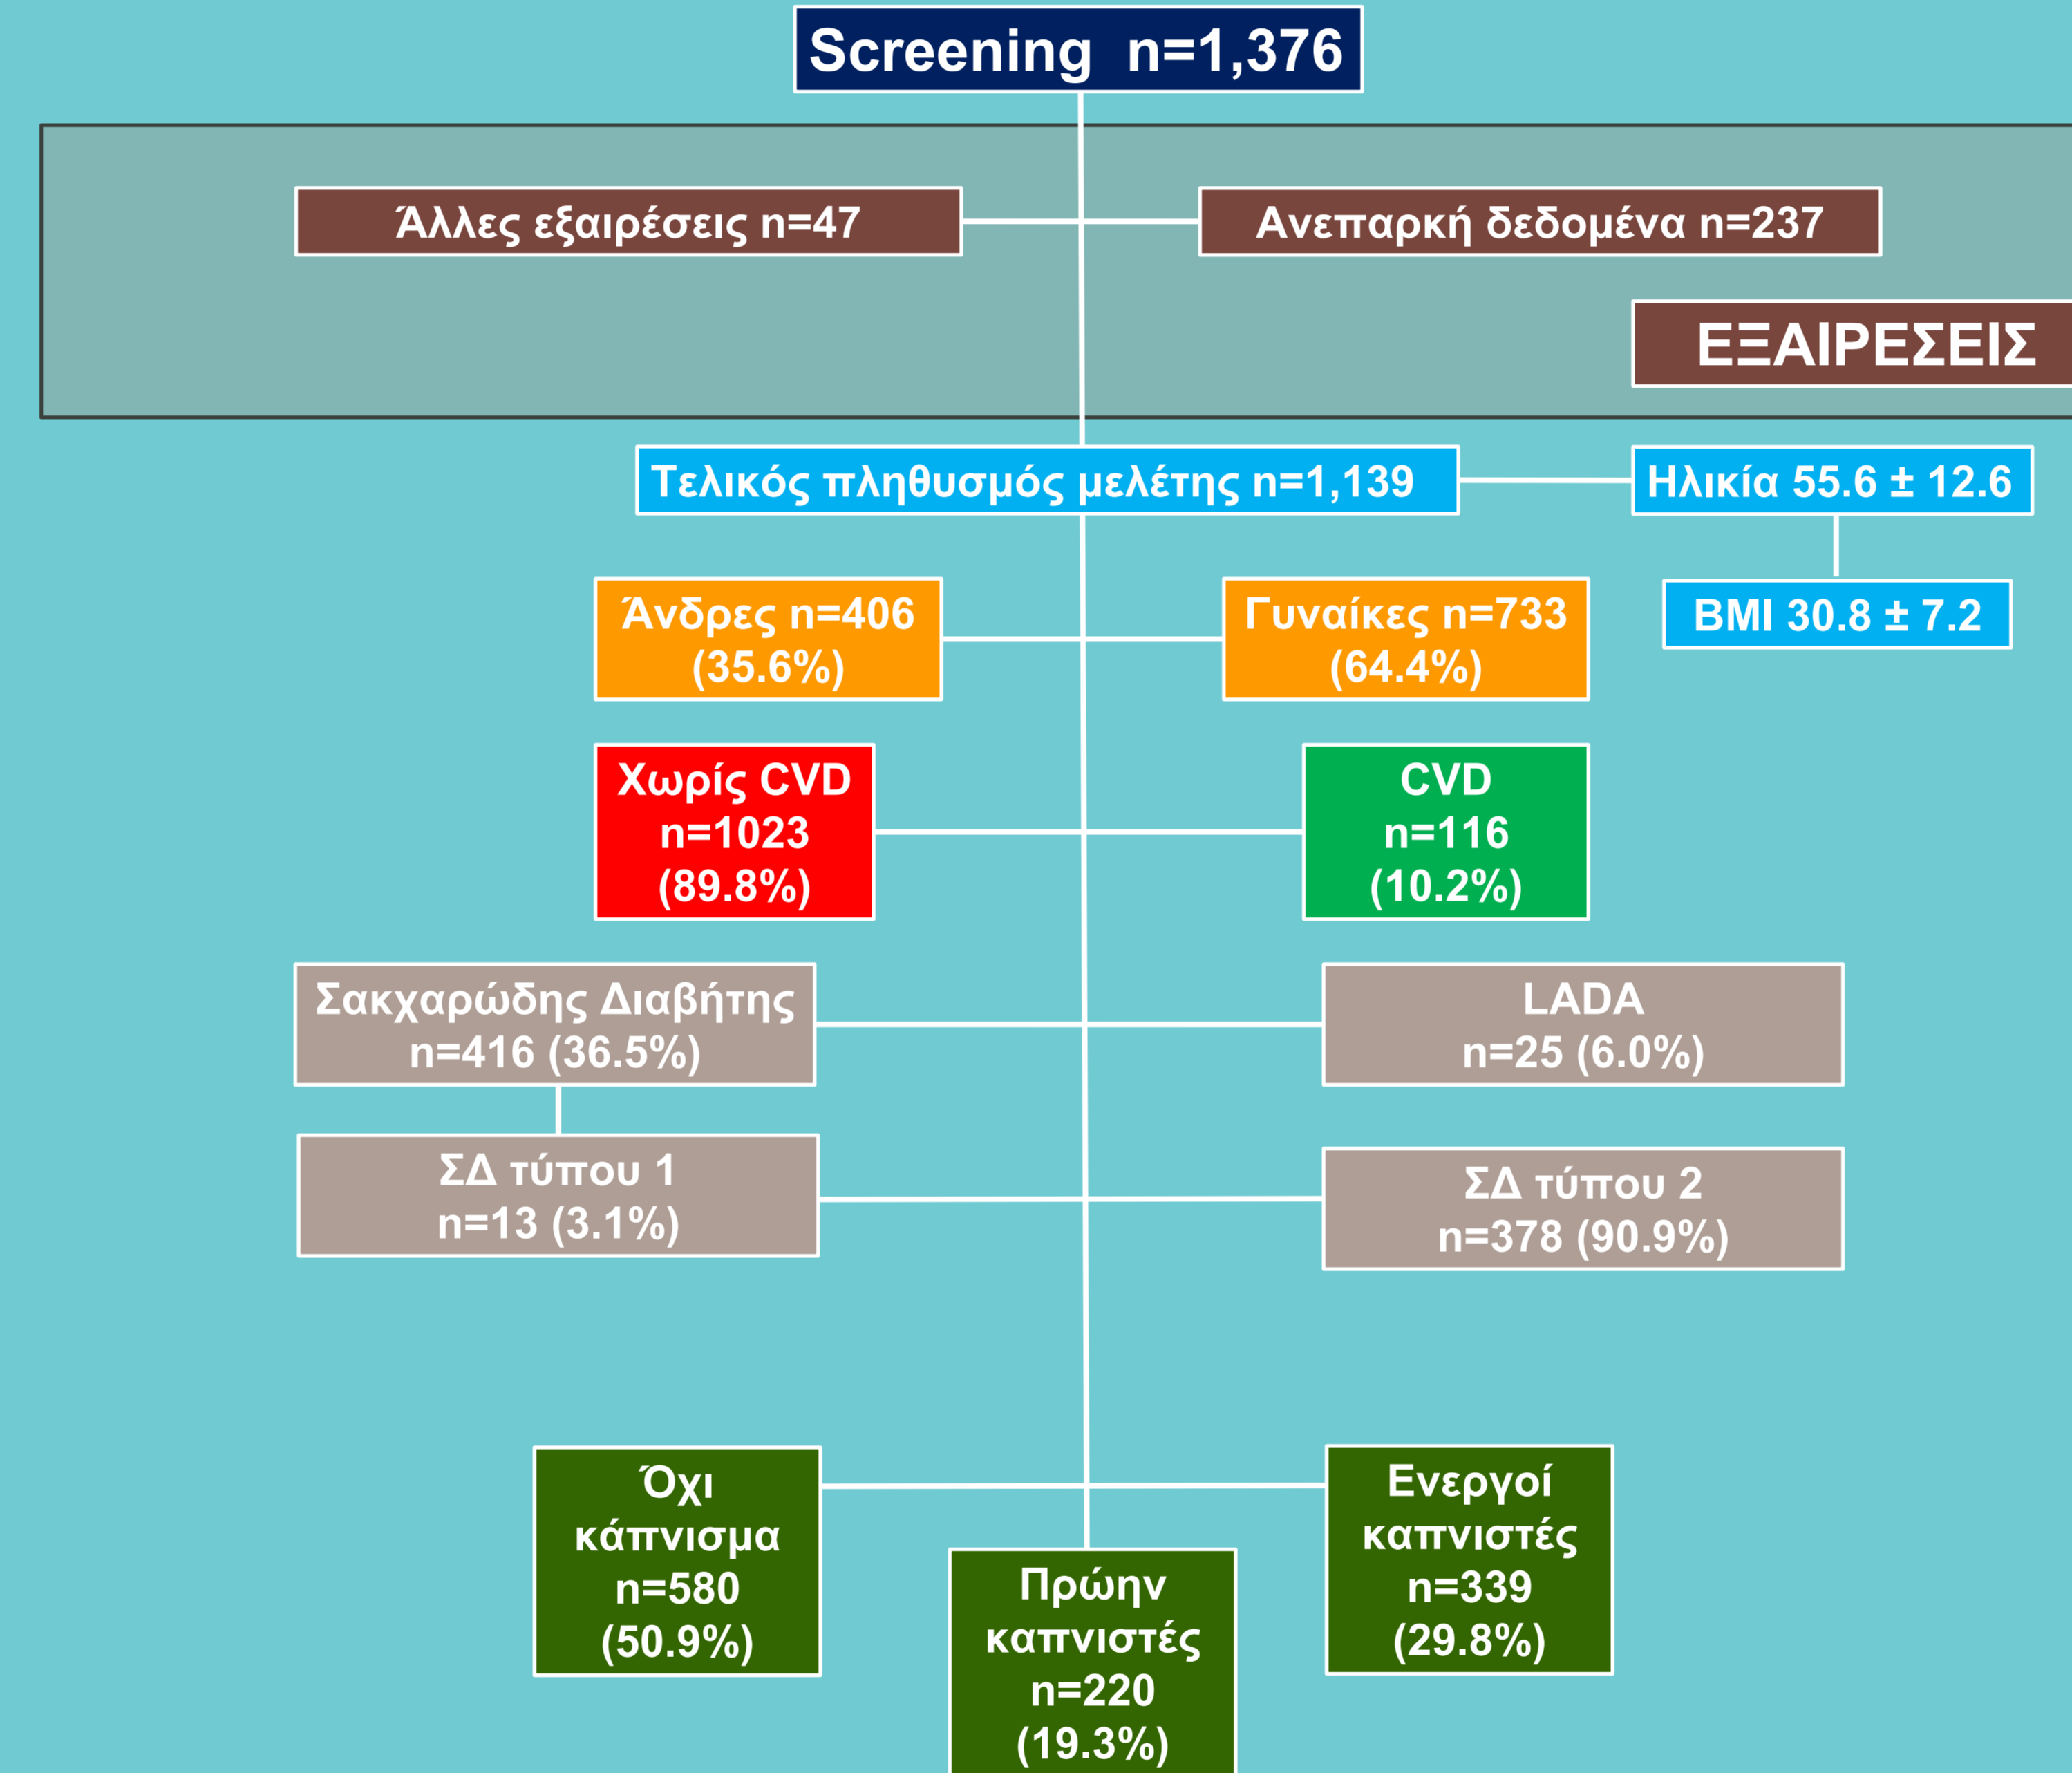 Screening n=1,376
Άλλες εξαιρέσεις n=47
Ανεπαρκή δεδομένα n=237
ΕΞΑΙΡΕΣΕΙΣ
Τελικός πληθυσμός μελέτης n=1,139
Ηλικία 55.6 ± 12.6
BMI 30.8 ± 7.2
Άνδρες n=406
(35.6%)
Γυναίκες n=733
(64.4%)
Χωρίς CVD
n=1023
(89.8%)
CVD
n=116
(10.2%)
Σακχαρώδης Διαβήτης
n=416 (36.5%)
LADA
n=25 (6.0%)
ΣΔ τύπου 1
n=13 (3.1%)
ΣΔ τύπου 2
n=378 (90.9%)
Όχι
κάπνισμα
n=580
(50.9%)
Ενεργοί
καπνιστές
n=339
(29.8%)
Πρώην
καπνιστές
n=220
(19.3%)